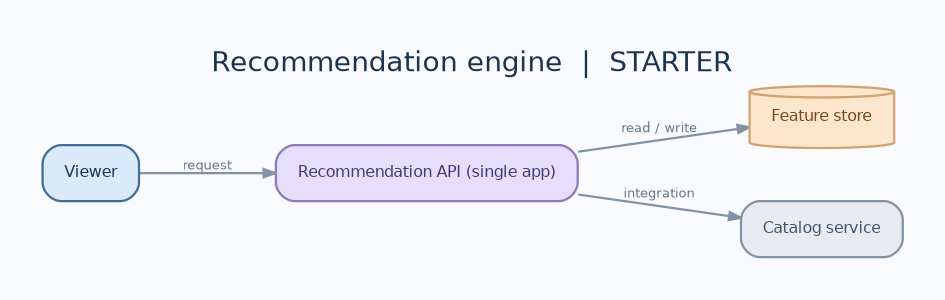 Recommendation engine | STARTER
Feature store
read / write
Viewer
request
Recommendation API (single app)
integration
Catalog service